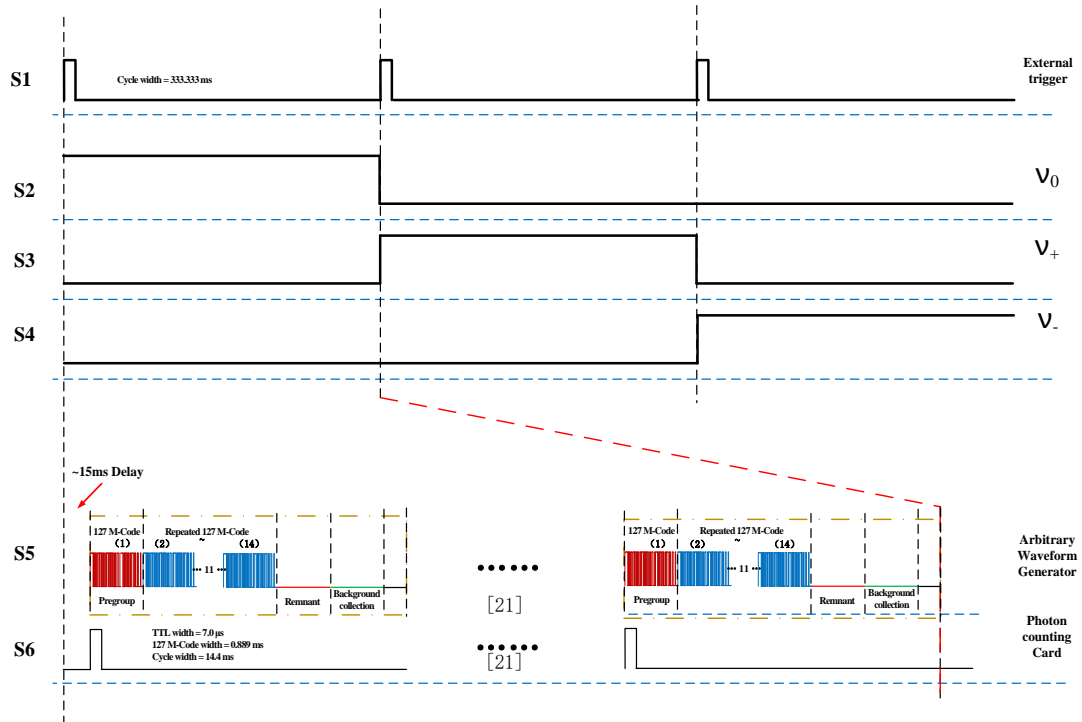 S1
Cycle width = 333.333 ms
External
trigger
S2
ν0
S3
ν+
S4
ν-
~15ms Delay
S5
127 M-Code
Repeated 127 M-Code
(1)
(2)
~
(14)
··· 11 ···
Pregroup
Remnant
Background
collection
••••••
[21]
127 M-Code
Repeated 127 M-Code
(1)
(2)
~
(14)
··· 11 ···
Pregroup
Remnant
Background
collection
Arbitrary
Waveform
Generator
S6
TTL width = 7.0 μs
127 M-Code width = 0.889 ms
Cycle width = 14.4 ms
••••••
[21]
Photon
counting
Card